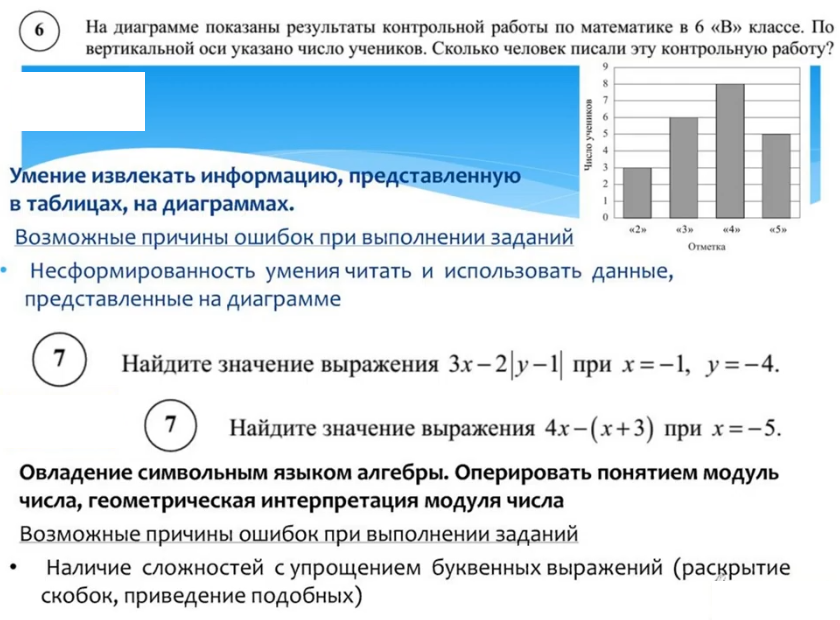 6
На диаграмме показаны результаты контрольной работы по математике в 6 «В» классе. По
вертикальной оси указано число учеников. Сколько человек писали эту контрольную работу?
9
8
7
6
5
4
3
2
1
0
Число учеников
«2» «3» «4» «5»
Отметка
Умение извлекать информацию, представленную
в таблицах, на диаграммах.
Возможные причины ошибок при выполнении заданий
• Несформированность умения читать и использовать данные,
представленные на диаграмме
7
Найдите значение выражения 3x − 2|y − 1| при x = −1, y = −4.
7
Найдите значение выражения 4x − (x + 3) при x = −5.
Овладение символьным языком алгебры. Оперировать понятием модуль
числа, геометрическая интерпретация модуля числа
Возможные причины ошибок при выполнении заданий
• Наличие сложностей с упрощением буквенных выражений (раскрытие
скобок, приведение подобных)